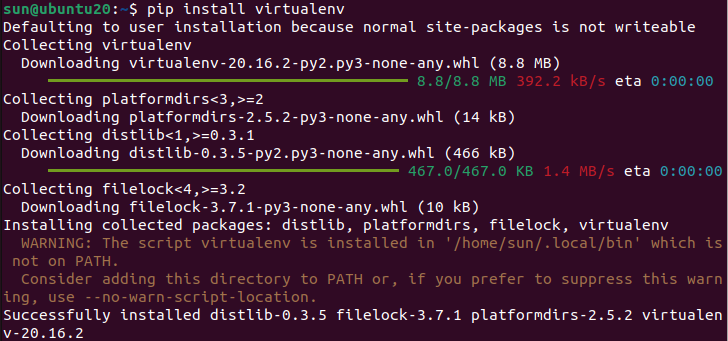 sun@ubuntu20:~$ pip install virtualenv
Defaulting to user installation because normal site-packages is not writeable
Collecting virtualenv
  Downloading virtualenv-20.16.2-py2.py3-none-any.whl (8.8 MB)
8.8/8.8 MB 392.2 kB/s eta 0:00:00
Collecting platformdirs<3,>=2
  Downloading platformdirs-2.5.2-py3-none-any.whl (14 kB)
Collecting distlib<1,>=0.3.1
  Downloading distlib-0.3.5-py2.py3-none-any.whl (466 kB)
467.0/467.0 KB 1.4 MB/s eta 0:00:00
Collecting filelock<4,>=3.2
  Downloading filelock-3.7.1-py3-none-any.whl (10 kB)
Installing collected packages: distlib, platformdirs, filelock, virtualenv
  WARNING: The script virtualenv is installed in '/home/sun/.local/bin' which is
 not on PATH.
  Consider adding this directory to PATH or, if you prefer to suppress this warn
ing, use --no-warn-script-location.
Successfully installed distlib-0.3.5 filelock-3.7.1 platformdirs-2.5.2 virtualen
v-20.16.2